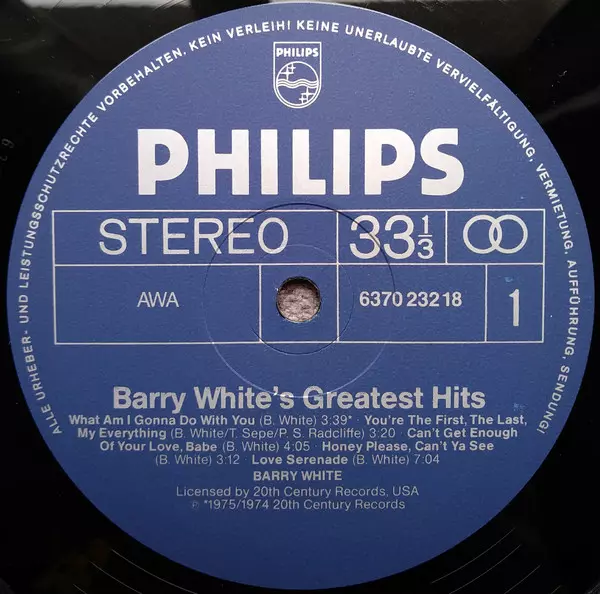 ALLE URHEBER- UND LEISTUNGSSCHUTZRECHTE VORBEHALTEN. KEIN VERLEIH! KEINE UNERLAUBTE VERVIELFÄLTIGUNG, VERMIETUNG, AUFFÜHRUNG, SENDUNG!
PHILIPS
PHILIPS
STEREO 33 1/3
AWA 6370 232 18 1
Barry White's Greatest Hits
What Am I Gonna Do With You (B. White) 3:39* · You're The First, The Last,
My Everything (B. White/T. Sepe/P. S. Radcliffe) 3:20 · Can't Get Enough
Of Your Love, Babe (B. White) 4:05 · Honey Please, Can't Ya See
(B. White) 3:12 · Love Serenade (B. White) 7:04
BARRY WHITE
Licensed by 20th Century Records, USA
℗ *1975/1974 20th Century Records